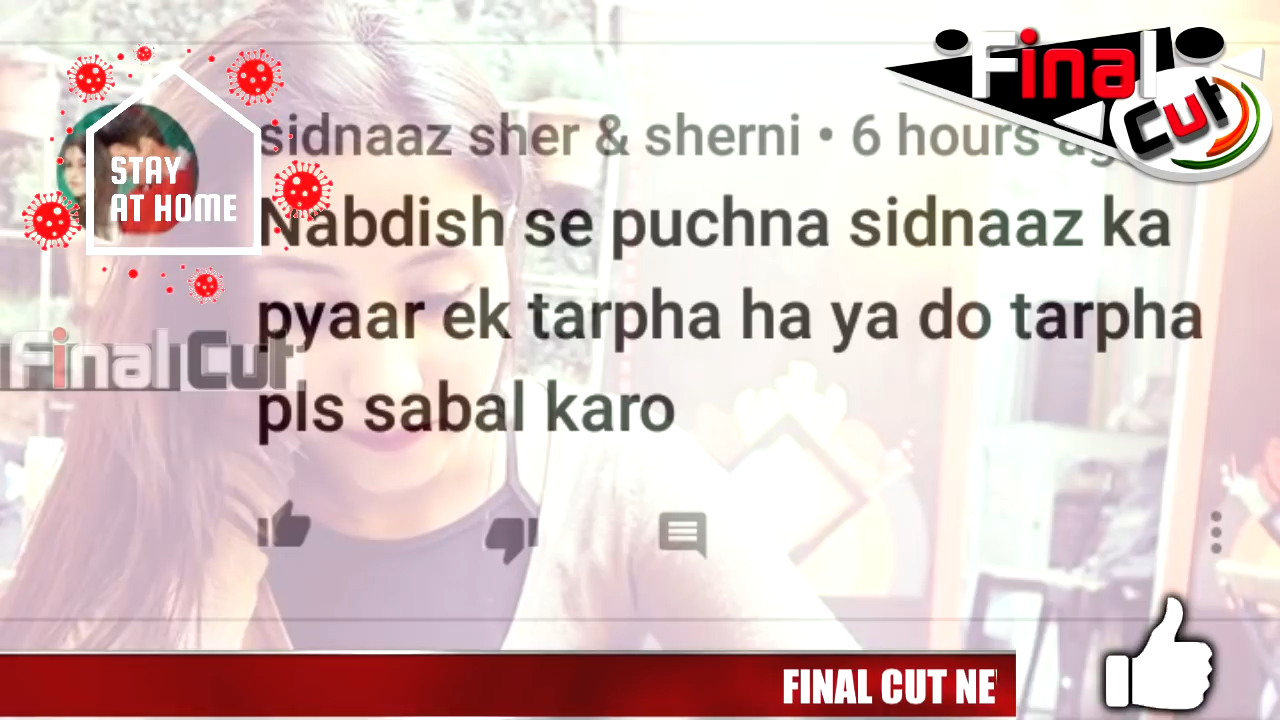 Final
Cut
sidnaaz sher & sherni • 6 hours
STAY
AT HOME
Nabdish se puchna sidnaaz ka
pyaar ek tarpha ha ya do tarpha
Final Cut
pls sabal karo
FINAL CUT NE